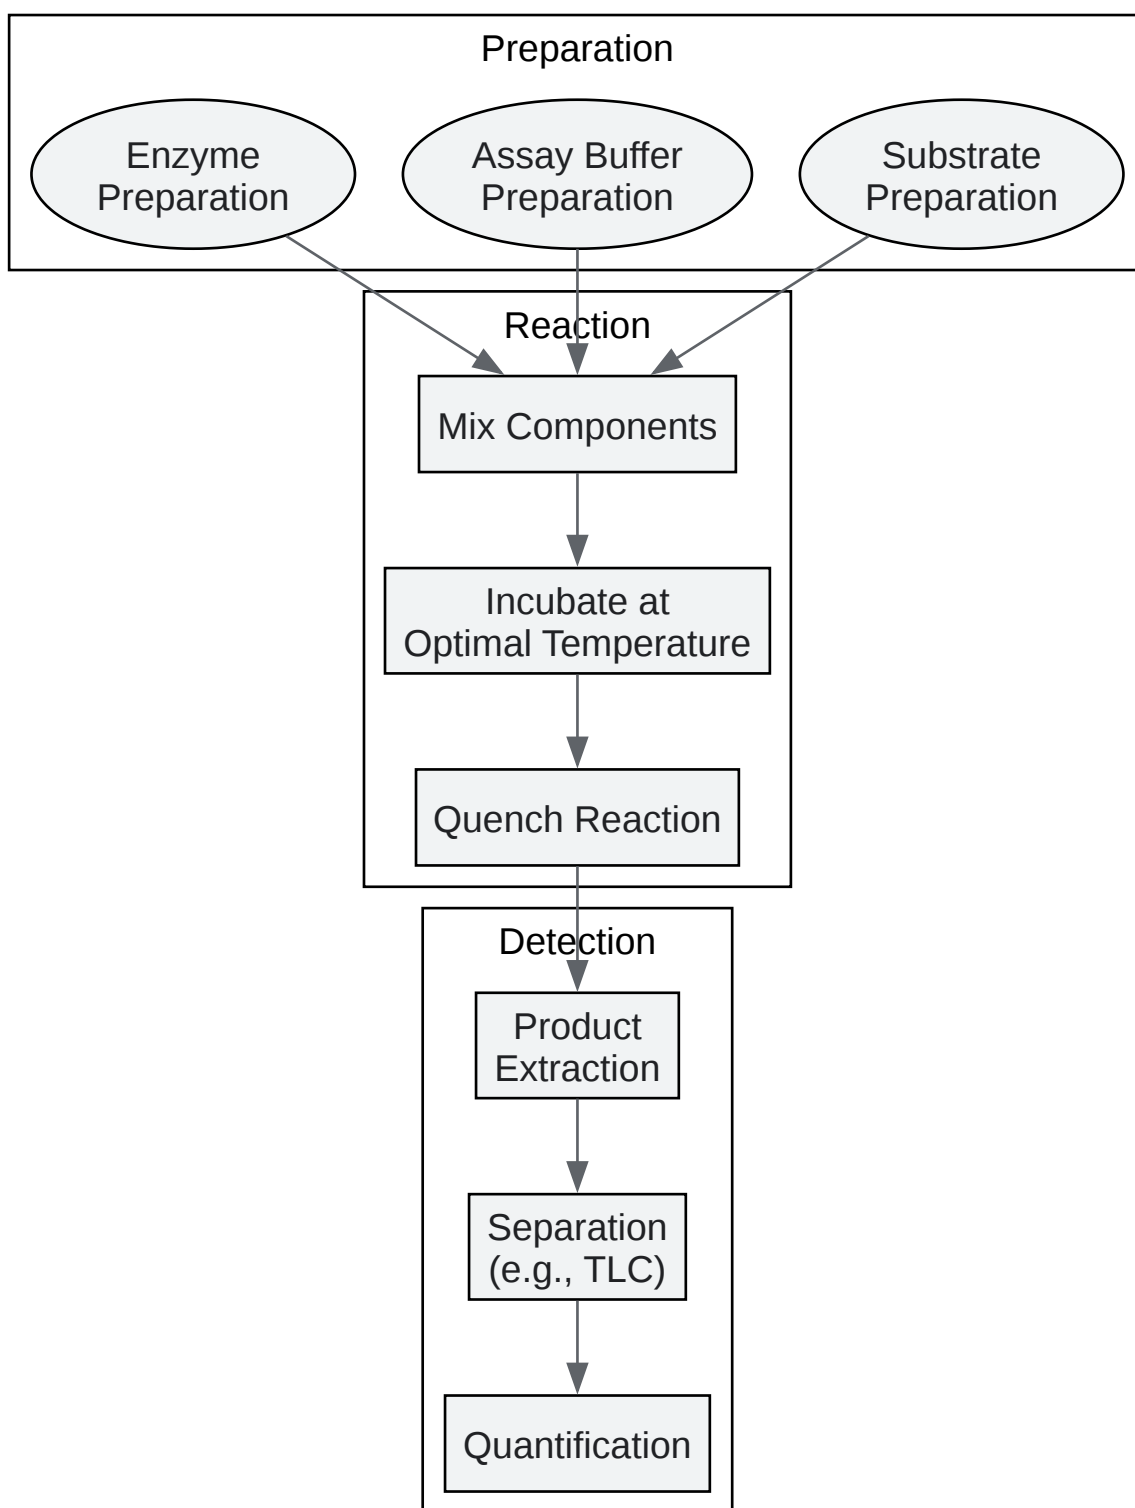 Preparation
Enzyme
Preparation
Assay Buffer
Preparation
Substrate
Preparation
Reaction
Mix Components
Incubate at
Optimal Temperature
Quench Reaction
Detection
Product
Extraction
Separation
(e.g., TLC)
Quantification